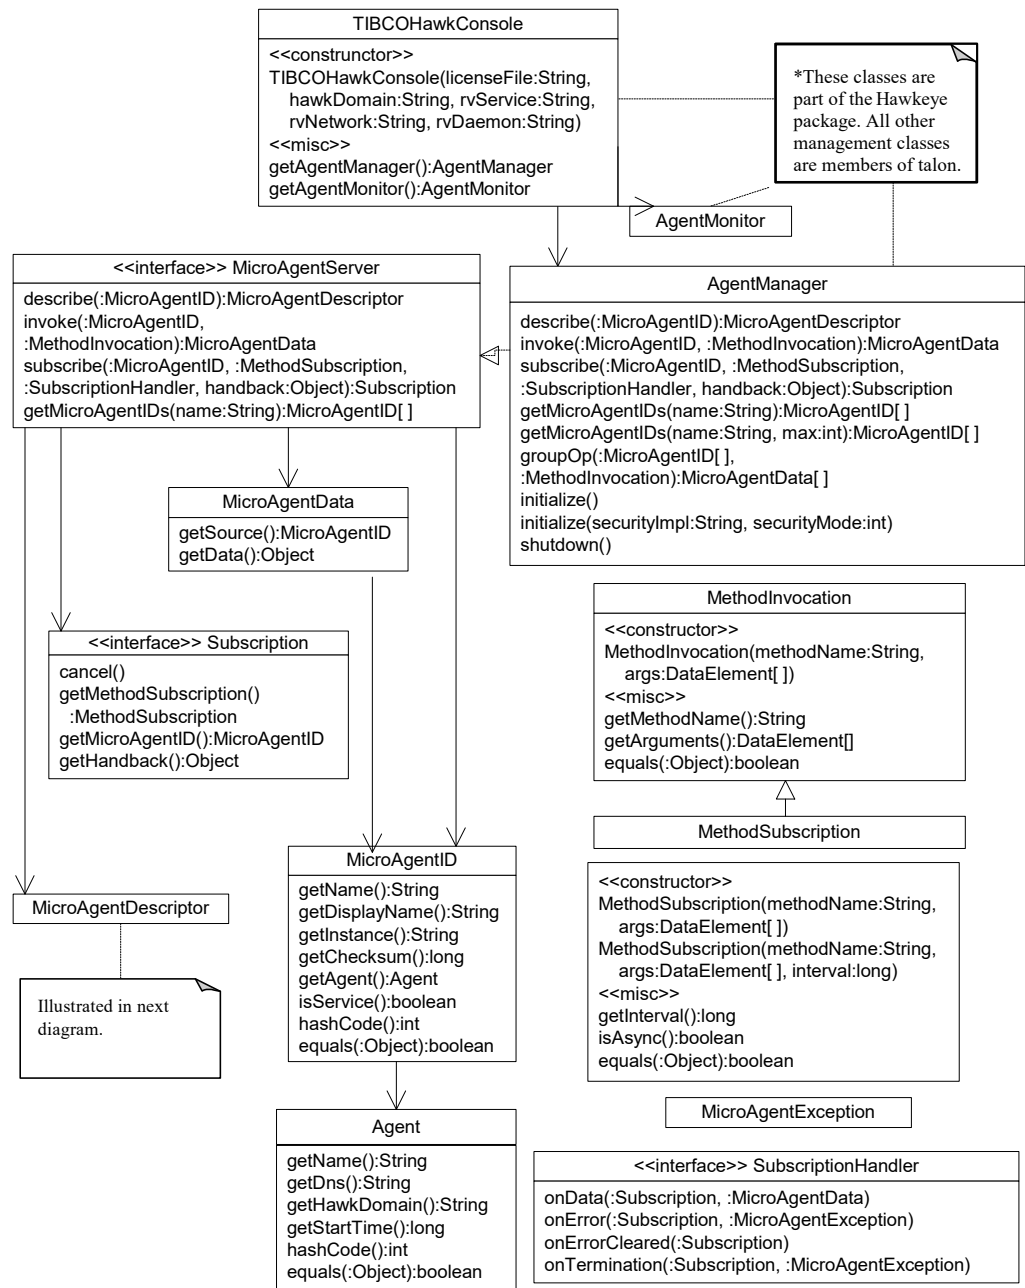 TIBCOHawkConsole
<<construnctor>>
TIBCOHawkConsole(licenseFile:String,
hawkDomain:String, rvService:String,
rvNetwork:String, rvDaemon:String)
<<misc>>
getAgentManager():AgentManager
getAgentMonitor():AgentMonitor
*These classes are
part of the Hawkeye
package. All other
management classes
are members of talon.
AgentMonitor
<<interface>> MicroAgentServer
describe(:MicroAgentID):MicroAgentDescriptor
invoke(:MicroAgentID,
:MethodInvocation):MicroAgentData
subscribe(:MicroAgentID, :MethodSubscription,
:SubscriptionHandler, handback:Object):Subscription
getMicroAgentIDs(name:String):MicroAgentID[ ]
AgentManager
describe(:MicroAgentID):MicroAgentDescriptor
invoke(:MicroAgentID, :MethodInvocation):MicroAgentData
subscribe(:MicroAgentID, :MethodSubscription,
:SubscriptionHandler, handback:Object):Subscription
getMicroAgentIDs(name:String):MicroAgentID[ ]
getMicroAgentIDs(name:String, max:int):MicroAgentID[ ]
groupOp(:MicroAgentID[ ],
:MethodInvocation):MicroAgentData[ ]
initialize()
initialize(securityImpl:String, securityMode:int)
shutdown()
MicroAgentData
getSource():MicroAgentID
getData():Object
<<interface>> Subscription
cancel()
getMethodSubscription()
:MethodSubscription
getMicroAgentID():MicroAgentID
getHandback():Object
MethodInvocation
<<constructor>>
MethodInvocation(methodName:String,
args:DataElement[ ])
<<misc>>
getMethodName():String
getArguments():DataElement[]
equals(:Object):boolean
MethodSubscription
<<constructor>>
MethodSubscription(methodName:String,
args:DataElement[ ])
MethodSubscription(methodName:String,
args:DataElement[ ], interval:long)
<<misc>>
getInterval():long
isAsync():boolean
equals(:Object):boolean
MicroAgentID
getName():String
getDisplayName():String
getInstance():String
getChecksum():long
getAgent():Agent
isService():boolean
hashCode():int
equals(:Object):boolean
MicroAgentDescriptor
Illustrated in next
diagram.
MicroAgentException
Agent
getName():String
getDns():String
getHawkDomain():String
getStartTime():long
hashCode():int
equals(:Object):boolean
<<interface>> SubscriptionHandler
onData(:Subscription, :MicroAgentData)
onError(:Subscription, :MicroAgentException)
onErrorCleared(:Subscription)
onTermination(:Subscription, :MicroAgentException)